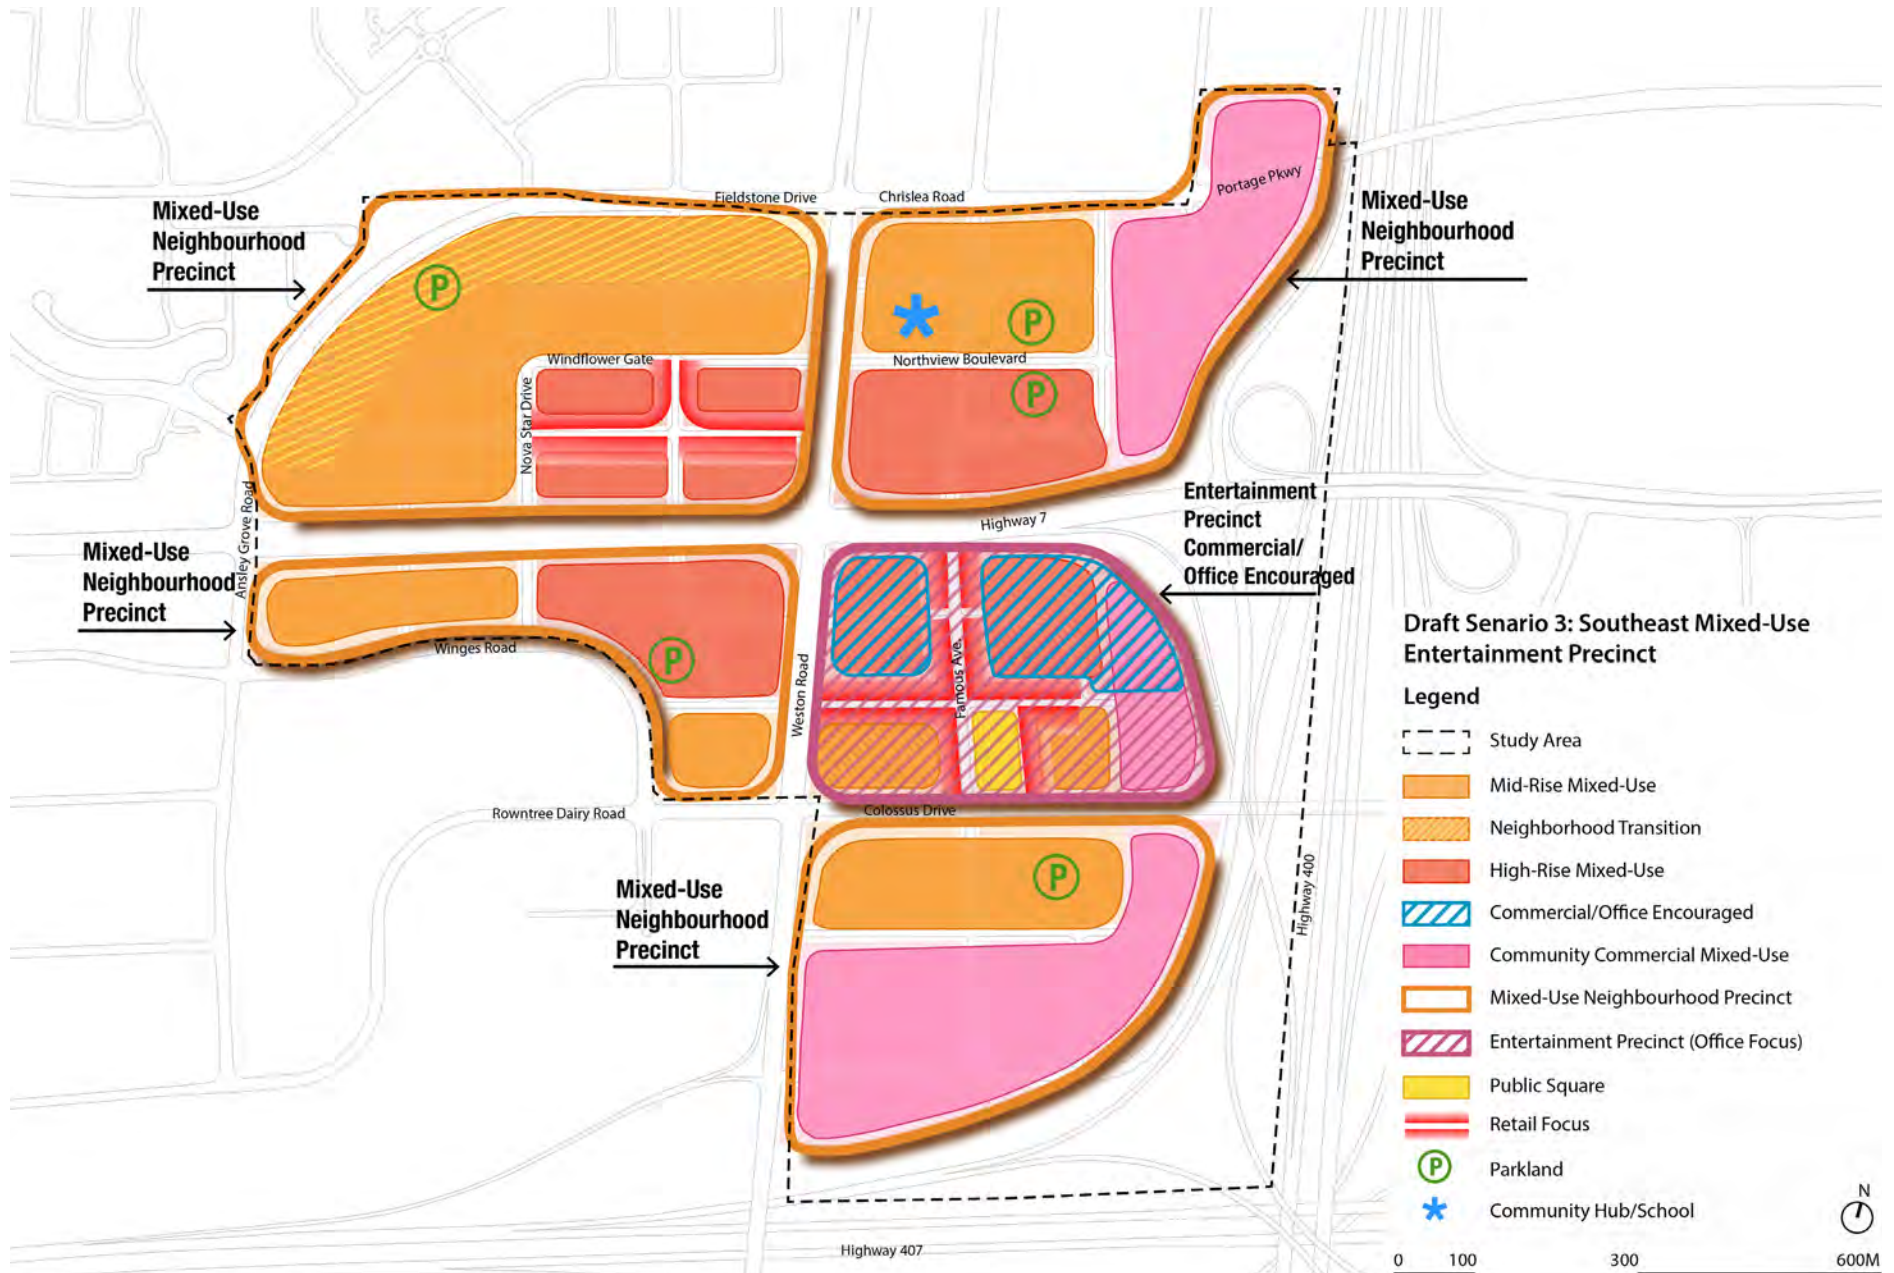 Fieldstone Drive
Chrislea Road
Portage Pkwy
Mixed-Use
Neighbourhood
Precinct
Mixed-Use
Neighbourhood
Precinct
P
P
Windflower Gate
Northview Boulevard
P
Nova Star Drive
Ansley Grove Road
Highway 7
Entertainment
Precinct
Commercial/
Office Encouraged
Mixed-Use
Neighbourhood
Precinct
Winges Road
P
Weston Road
Famous Ave.
Rowntree Dairy Road
Colossus Drive
P
Mixed-Use
Neighbourhood
Precinct
Highway 400
Highway 407
Draft Senario 3: Southeast Mixed-Use
Entertainment Precinct
Legend
Study Area
Mid-Rise Mixed-Use
Neighborhood Transition
High-Rise Mixed-Use
Commercial/Office Encouraged
Community Commercial Mixed-Use
Mixed-Use Neighbourhood Precinct
Entertainment Precinct (Office Focus)
Public Square
Retail Focus
P Parkland
Community Hub/School
N
0 100 300 600M